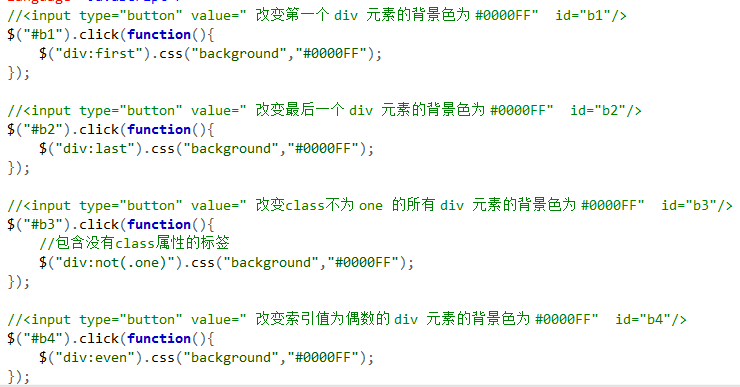 //<input type="button" value=" 改变第一个 div 元素的背景色为 #0000FF"  id="b1"/>
$("#b1").click(function(){
    $("div:first").css("background","#0000FF");
});
//<input type="button" value=" 改变最后一个 div 元素的背景色为 #0000FF"  id="b2"/>
$("#b2").click(function(){
    $("div:last").css("background","#0000FF");
});
//<input type="button" value=" 改变class不为 one 的所有 div 元素的背景色为 #0000FF"  id="b3"/>
$("#b3").click(function(){
    //包含没有class属性的标签
    $("div:not(.one)").css("background","#0000FF");
});
//<input type="button" value=" 改变索引值为偶数的 div 元素的背景色为 #0000FF"  id="b4"/>
$("#b4").click(function(){
    $("div:even").css("background","#0000FF");
});